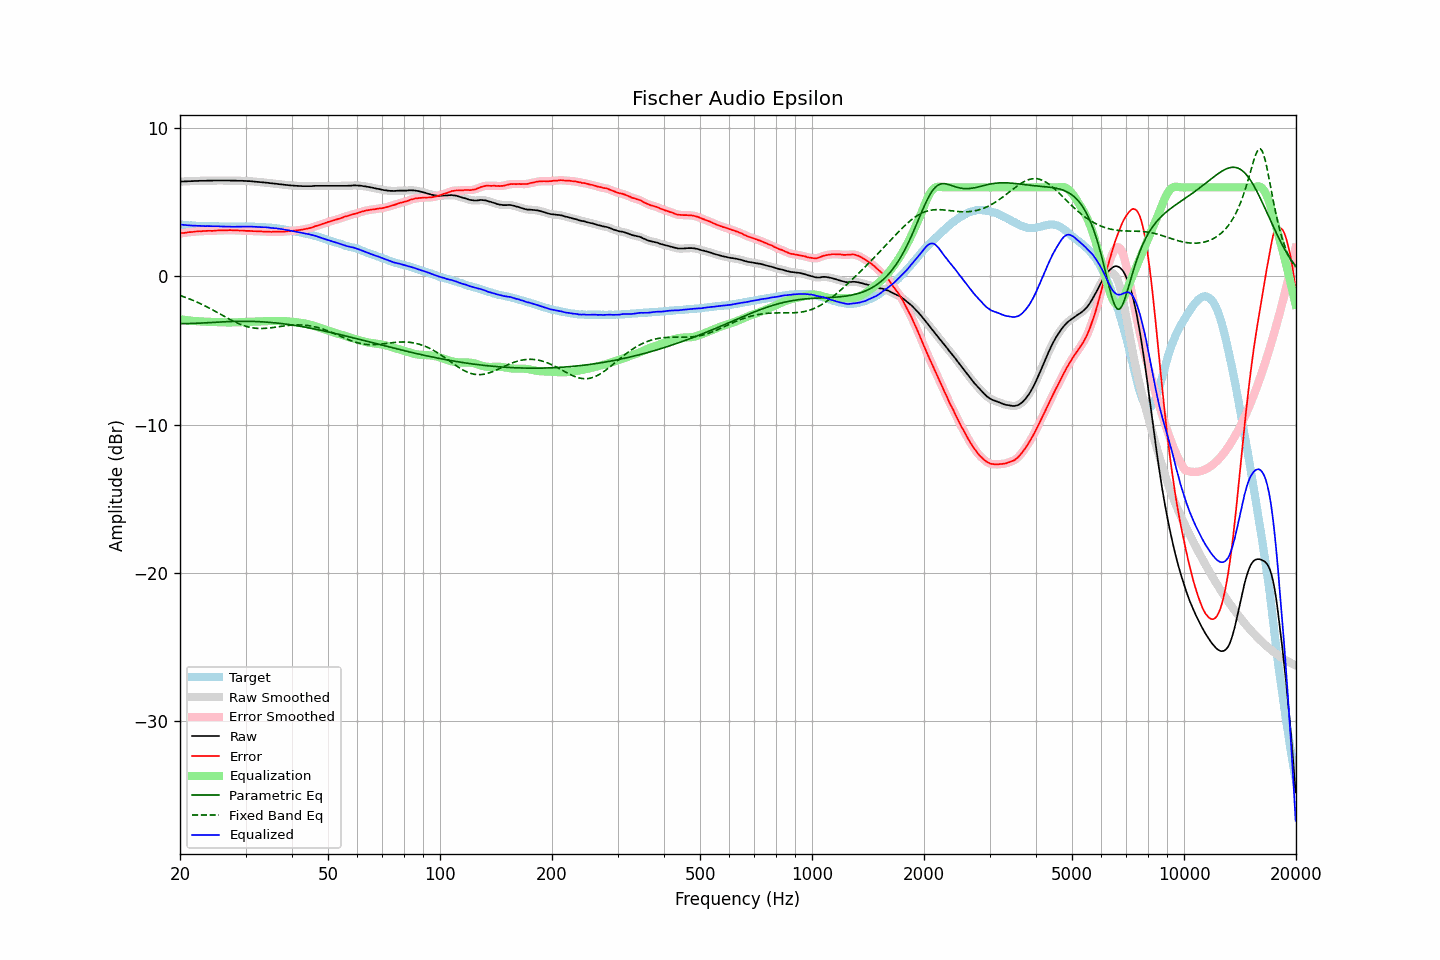 Fischer Audio Epsilon
10
0
−10
−20
−30
Amplitude (dBr)
Target
Raw Smoothed
Error Smoothed
Raw
Error
Equalization
Parametric Eq
Fixed Band Eq
Equalized
20
50
100
200
500
1000
2000
5000
10000
20000
Frequency (Hz)